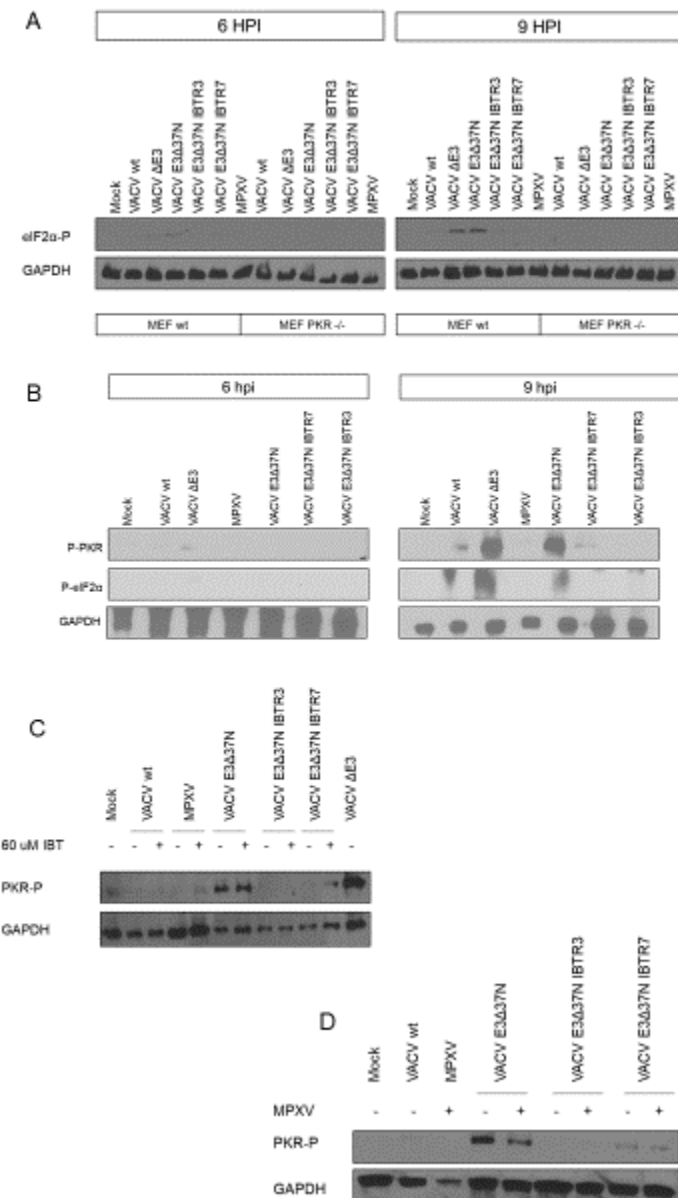 A
6 HPI
9 HPI
Mock
VACV wt
VACV ΔE3
VACV E3Δ37N
VACV E3Δ37N IBTR3
VACV E3Δ37N IBTR7
MPXV
VACV wt
VACV ΔE3
VACV E3Δ37N
VACV E3Δ37N IBTR3
VACV E3Δ37N IBTR7
MPXV
Mock
VACV wt
VACV ΔE3
VACV E3Δ37N
VACV E3Δ37N IBTR3
VACV E3Δ37N IBTR7
MPXV
VACV wt
VACV ΔE3
VACV E3Δ37N
VACV E3Δ37N IBTR3
VACV E3Δ37N IBTR7
MPXV
eIF2α-P
GAPDH
MEF wt
MEF PKR -/-
MEF wt
MEF PKR -/-
B
6 hpi
9 hpi
Mock
VACV wt
VACV ΔE3
MPXV
VACV E3Δ37N
VACV E3Δ37N IBTR7
VACV E3Δ37N IBTR3
Mock
VACV wt
VACV ΔE3
MPXV
VACV E3Δ37N
VACV E3Δ37N IBTR7
VACV E3Δ37N IBTR3
P-PKR
P-eIF2α
GAPDH
C
Mock
VACV wt
MPXV
VACV E3Δ37N
VACV E3Δ37N IBTR3
VACV E3Δ37N IBTR7
VACV ΔE3
60 uM IBT - - + - + - + - + - + -
PKR-P
GAPDH
D
Mock
VACV wt
MPXV
VACV E3Δ37N
VACV E3Δ37N IBTR3
VACV E3Δ37N IBTR7
MPXV - - + - + - + - +
PKR-P
GAPDH